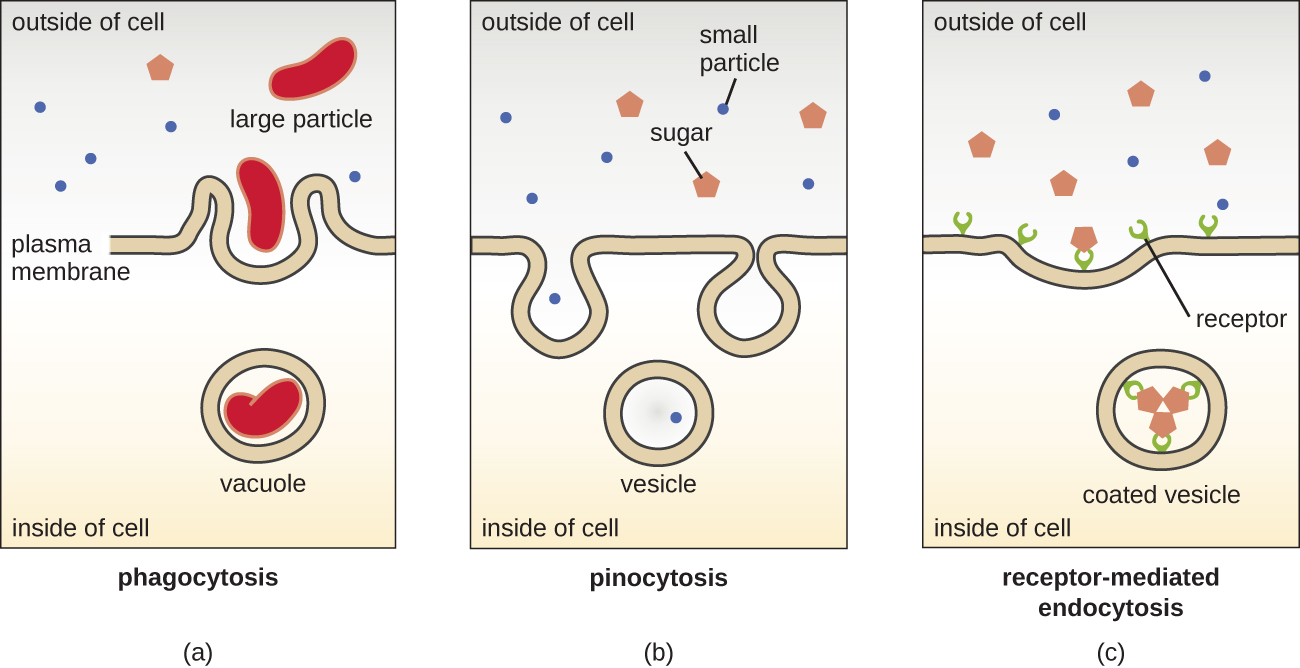 outside of cell
large particle
plasma
membrane
vacuole
inside of cell
phagocytosis
(a)
outside of cell
small
particle
sugar
vesicle
inside of cell
pinocytosis
(b)
outside of cell
receptor
coated vesicle
inside of cell
receptor-mediated
endocytosis
(c)